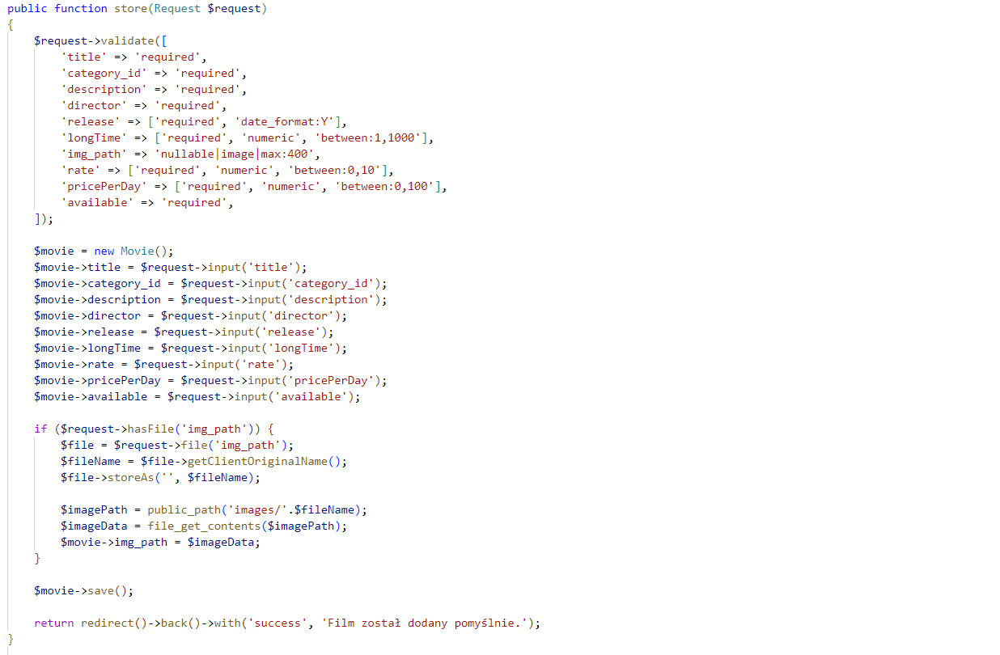 public function store(Request $request)
{
    $request->validate([
        'title' => 'required',
        'category_id' => 'required',
        'description' => 'required',
        'director' => 'required',
        'release' => ['required', 'date_format:Y'],
        'longTime' => ['required', 'numeric', 'between:1,1000'],
        'img_path' => 'nullable|image|max:400',
        'rate' => ['required', 'numeric', 'between:0,10'],
        'pricePerDay' => ['required', 'numeric', 'between:0,100'],
        'available' => 'required',
    ]);

    $movie = new Movie();
    $movie->title = $request->input('title');
    $movie->category_id = $request->input('category_id');
    $movie->description = $request->input('description');
    $movie->director = $request->input('director');
    $movie->release = $request->input('release');
    $movie->longTime = $request->input('longTime');
    $movie->rate = $request->input('rate');
    $movie->pricePerDay = $request->input('pricePerDay');
    $movie->available = $request->input('available');

    if ($request->hasFile('img_path')) {
        $file = $request->file('img_path');
        $fileName = $file->getClientOriginalName();
        $file->storeAs('', $fileName);

        $imagePath = public_path('images/'.$fileName);
        $imageData = file_get_contents($imagePath);
        $movie->img_path = $imageData;
    }

    $movie->save();

    return redirect()->back()->with('success', 'Film został dodany pomyślnie.');
}